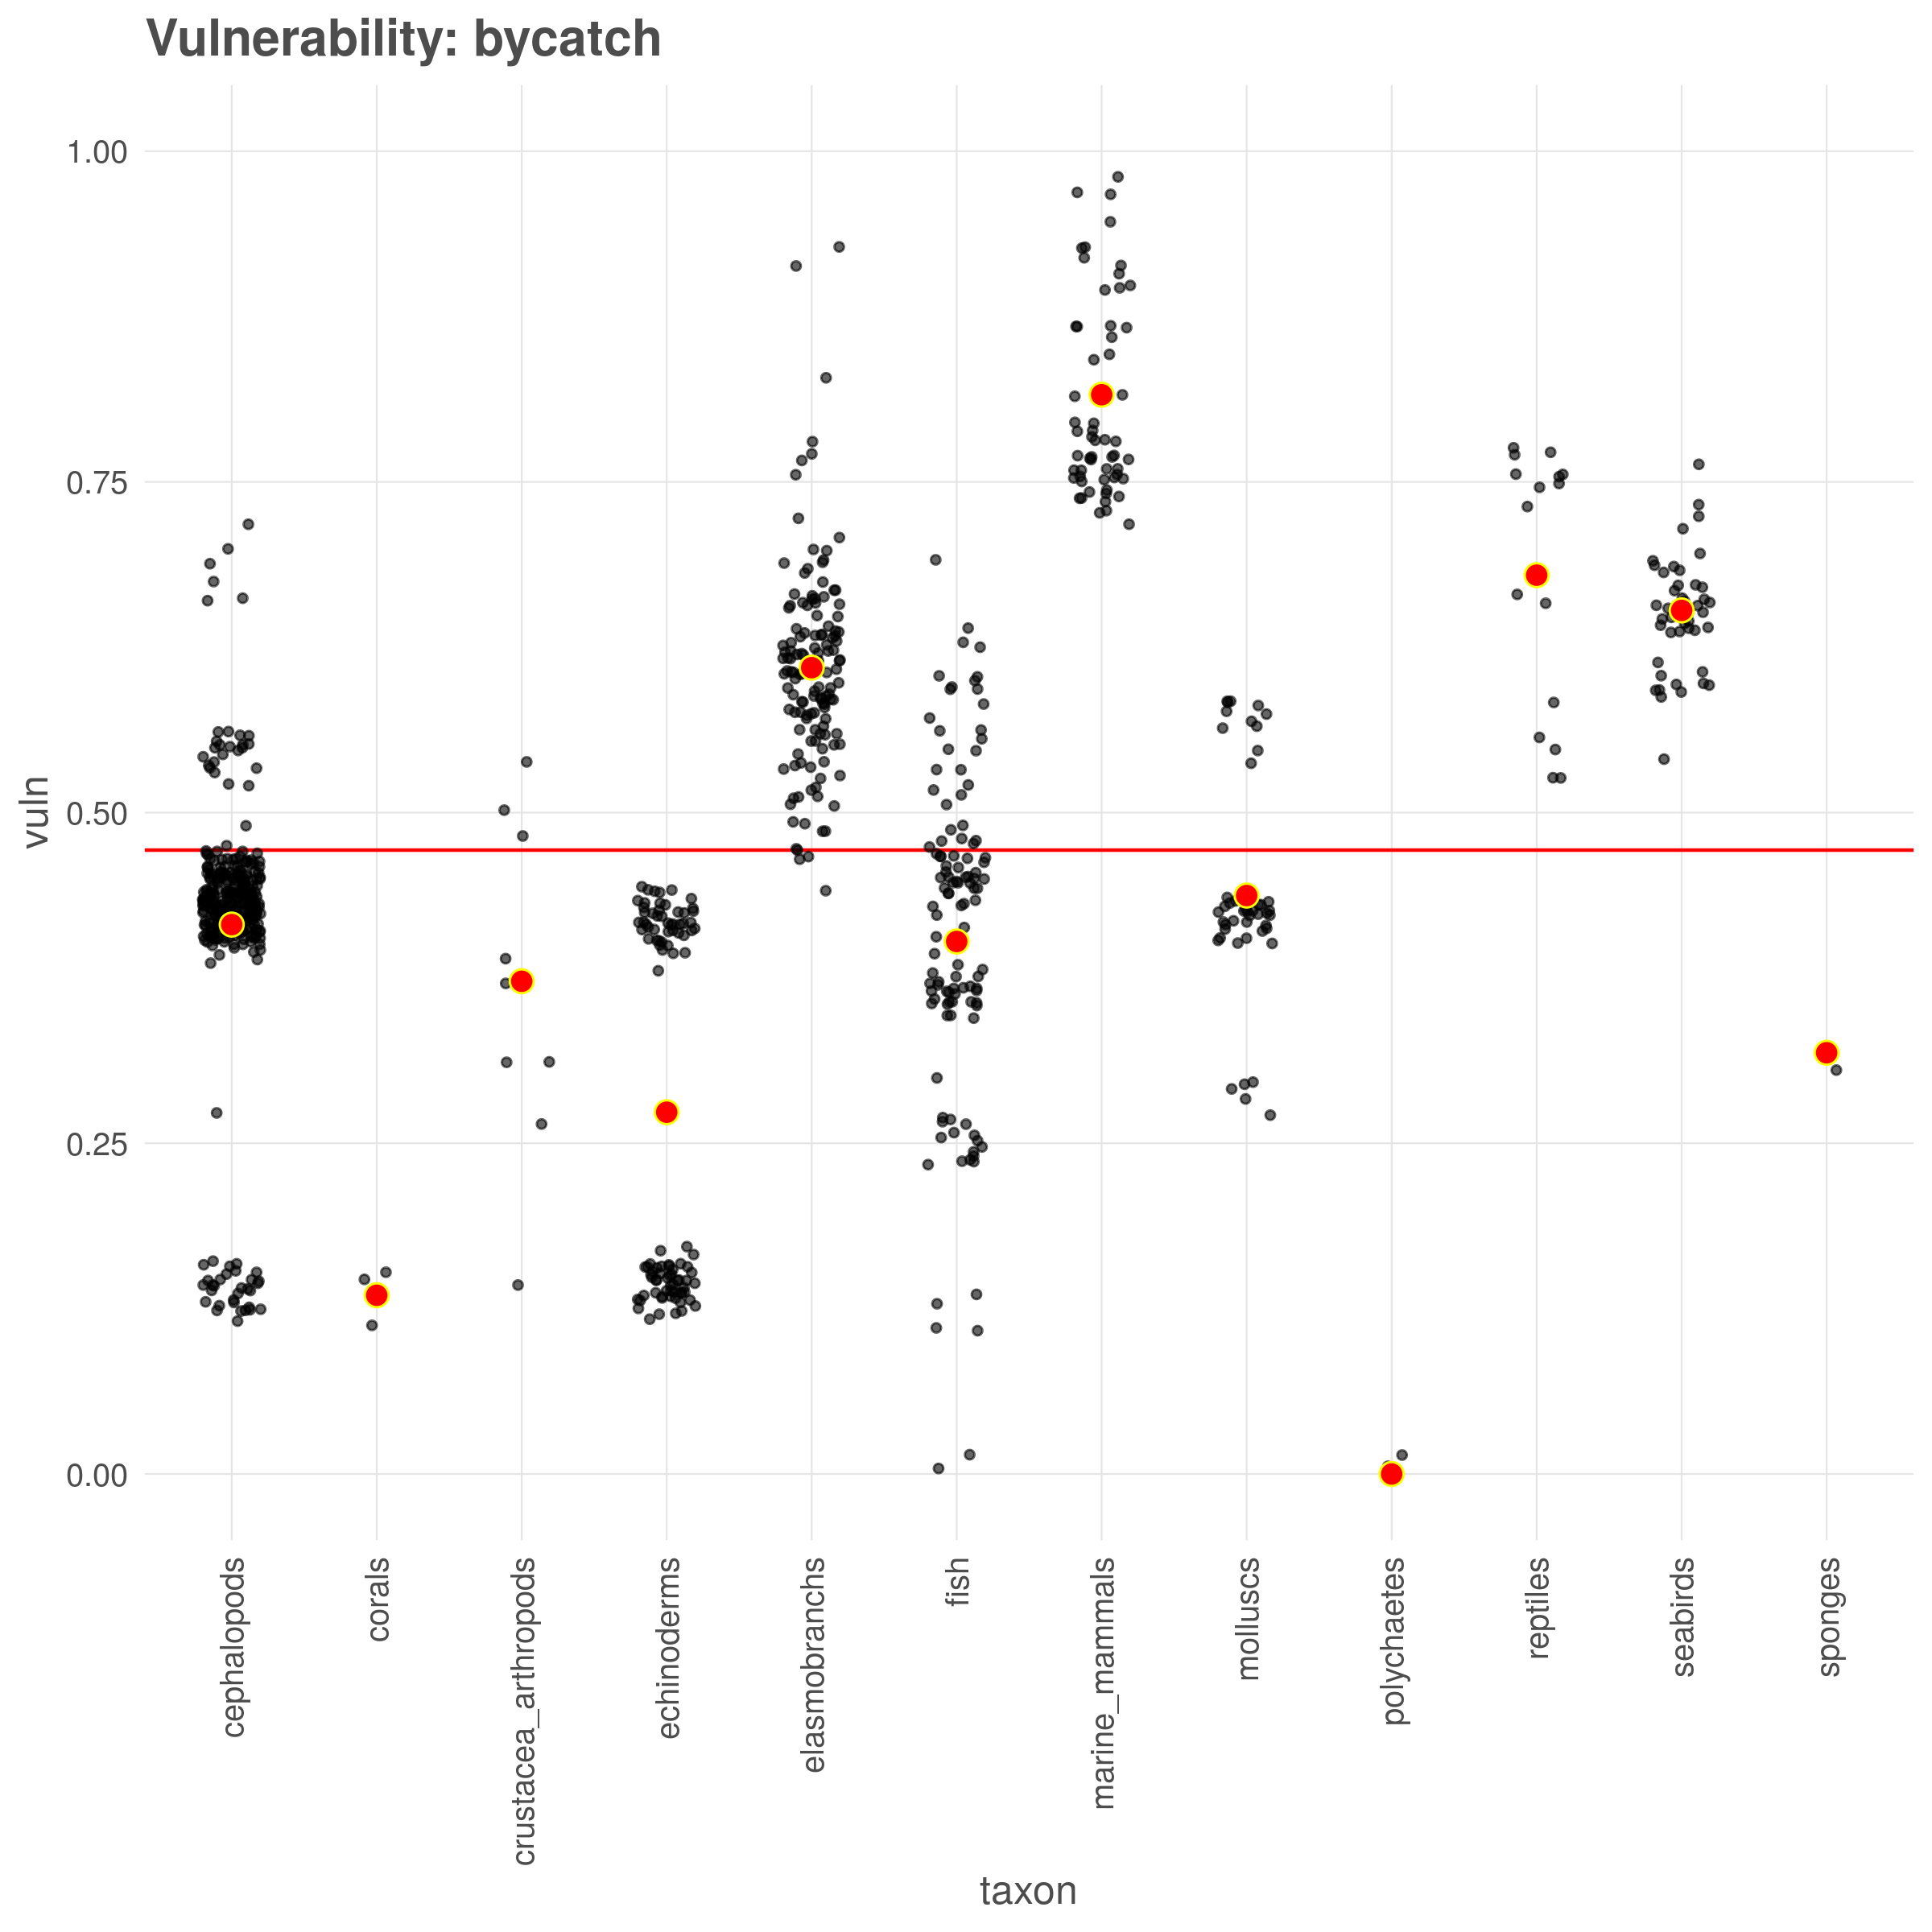 Vulnerability: bycatch
1.00
0.75
0.50
0.25
0.00
vuln
cephalopods
corals
crustacea_arthropods
echinoderms
elasmobranchs
fish
marine_mammals
molluscs
polychaetes
reptiles
seabirds
sponges
taxon